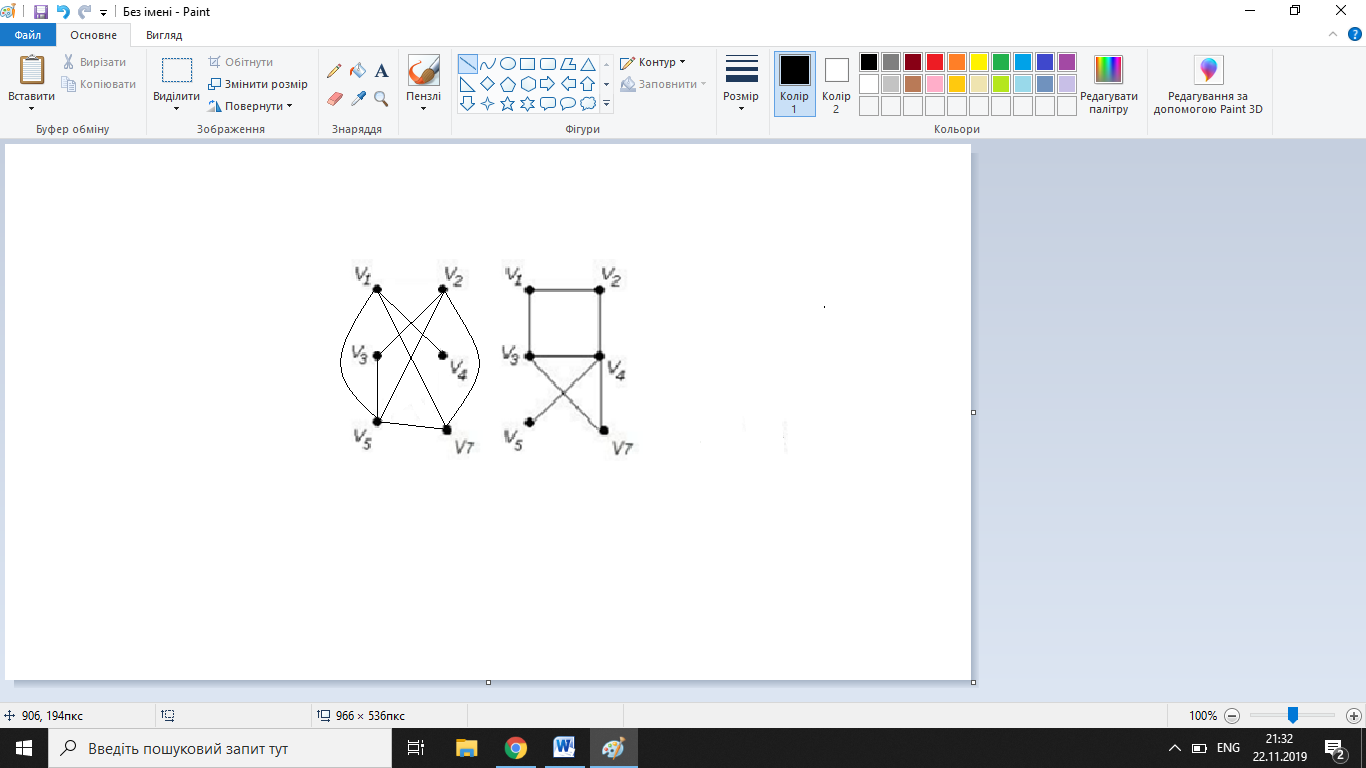 Без імені - Paint
Файл Основне Вигляд
Вставити
Вирізати
Копіювати
Буфер обміну
Виділити
Обітнути
Змінити розмір
Повернути
Зображення
A
Знаряддя
Пензлі
Контур
Заповнити
Фігури
Розмір
Колір 1
Колір 2
Кольори
Редагувати палітру
Редагування за допомогою Paint 3D
V1 V2 V1 V2
V3 V4 V3 V4
V5 V7 V5 V7
906, 194пкс 966 × 536пкс 100%
Введіть пошуковий запит тут
ENG
21:32
22.11.2019
2